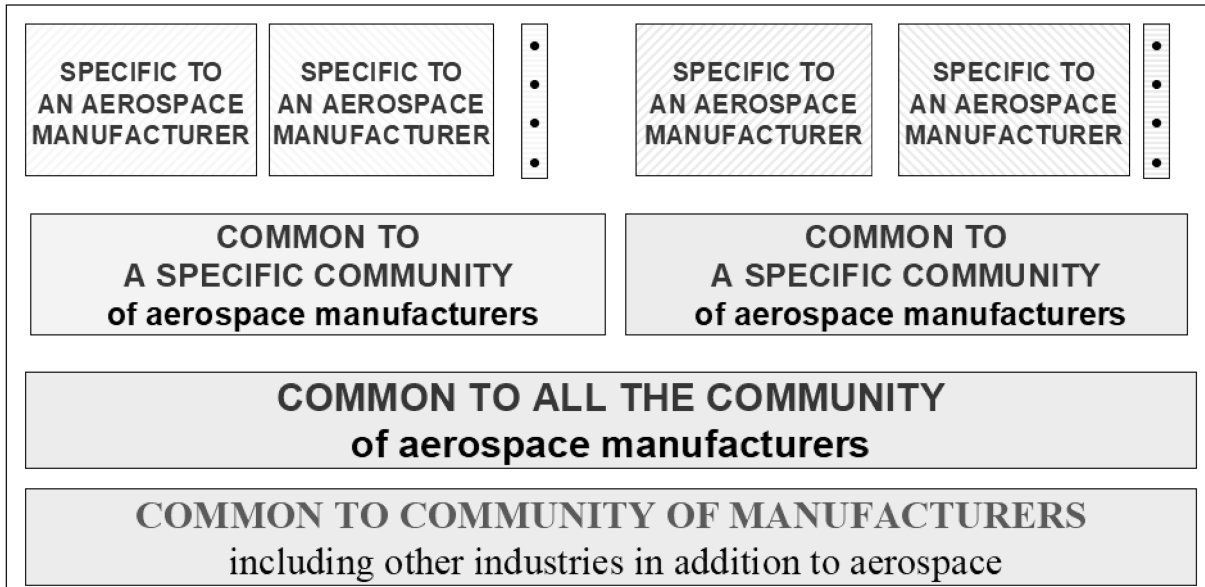 SPECIFIC TO
AN AEROSPACE
MANUFACTURER
SPECIFIC TO
AN AEROSPACE
MANUFACTURER
SPECIFIC TO
AN AEROSPACE
MANUFACTURER
SPECIFIC TO
AN AEROSPACE
MANUFACTURER
COMMON TO
A SPECIFIC COMMUNITY
of aerospace manufacturers
COMMON TO
A SPECIFIC COMMUNITY
of aerospace manufacturers
COMMON TO ALL THE COMMUNITY
of aerospace manufacturers
COMMON TO COMMUNITY OF MANUFACTURERS
including other industries in addition to aerospace